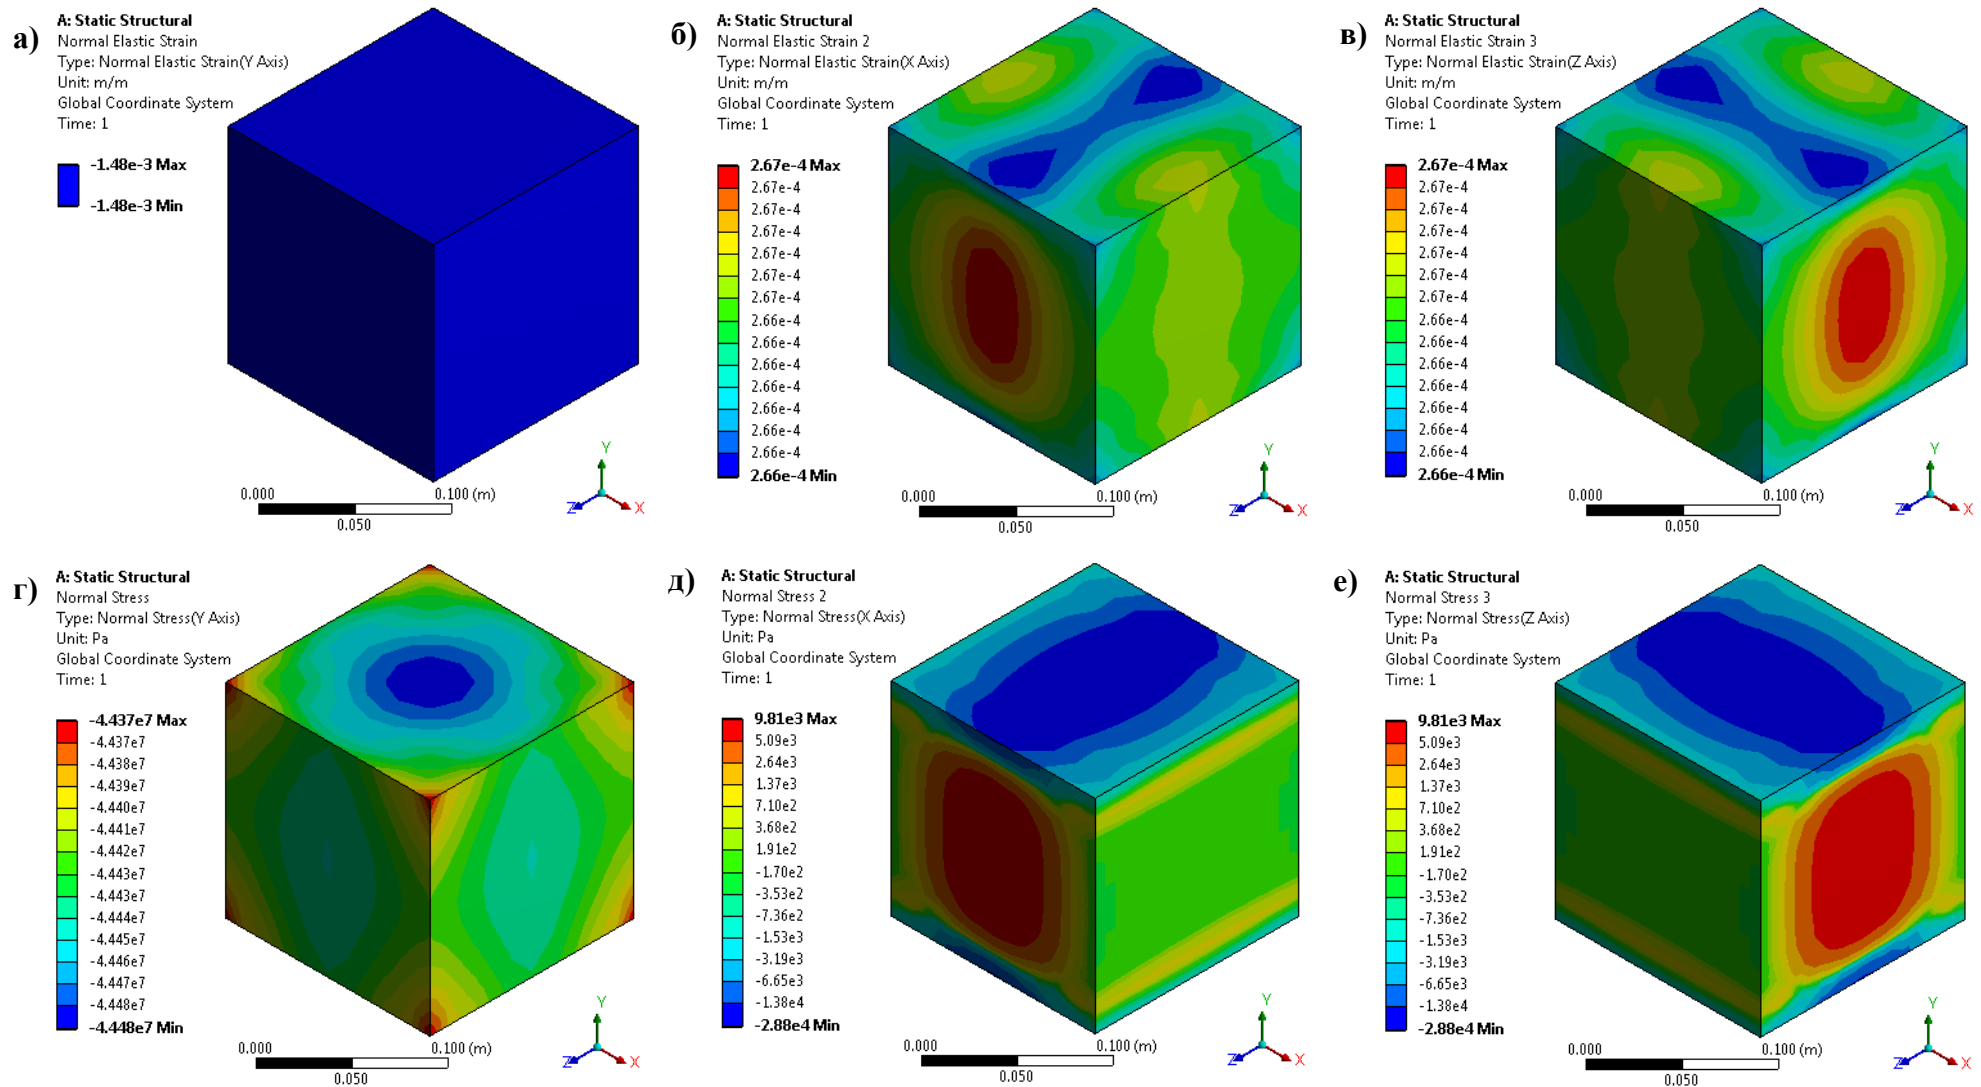 а)
A: Static Structural
Normal Elastic Strain
Type: Normal Elastic Strain(Y Axis)
Unit: m/m
Global Coordinate System
Time: 1
-1.48e-3 Max
-1.48e-3 Min
0.000
0.100 (m)
0.050
Y
Z
X
б)
A: Static Structural
Normal Elastic Strain 2
Type: Normal Elastic Strain(X Axis)
Unit: m/m
Global Coordinate System
Time: 1
2.67e-4 Max
2.67e-4
2.67e-4
2.67e-4
2.67e-4
2.67e-4
2.67e-4
2.66e-4
2.66e-4
2.66e-4
2.66e-4
2.66e-4
2.66e-4
2.66e-4
2.66e-4 Min
0.000
0.100 (m)
0.050
Y
Z
X
в)
A: Static Structural
Normal Elastic Strain 3
Type: Normal Elastic Strain(Z Axis)
Unit: m/m
Global Coordinate System
Time: 1
2.67e-4 Max
2.67e-4
2.67e-4
2.67e-4
2.67e-4
2.67e-4
2.67e-4
2.66e-4
2.66e-4
2.66e-4
2.66e-4
2.66e-4
2.66e-4
2.66e-4
2.66e-4 Min
0.000
0.100 (m)
0.050
Y
Z
X
г)
A: Static Structural
Normal Stress
Type: Normal Stress(Y Axis)
Unit: Pa
Global Coordinate System
Time: 1
-4.437e7 Max
-4.437e7
-4.438e7
-4.439e7
-4.440e7
-4.441e7
-4.442e7
-4.443e7
-4.443e7
-4.444e7
-4.445e7
-4.446e7
-4.447e7
-4.448e7
-4.448e7 Min
0.000
0.100 (m)
0.050
Y
Z
X
д)
A: Static Structural
Normal Stress 2
Type: Normal Stress(X Axis)
Unit: Pa
Global Coordinate System
Time: 1
9.81e3 Max
5.09e3
2.64e3
1.37e3
7.10e2
3.68e2
1.91e2
-1.70e2
-3.53e2
-7.36e2
-1.53e3
-3.19e3
-6.65e3
-1.38e4
-2.88e4 Min
0.000
0.100 (m)
0.050
Y
Z
X
е)
A: Static Structural
Normal Stress 3
Type: Normal Stress(Z Axis)
Unit: Pa
Global Coordinate System
Time: 1
9.81e3 Max
5.09e3
2.64e3
1.37e3
7.10e2
3.68e2
1.91e2
-1.70e2
-3.53e2
-7.36e2
-1.53e3
-3.19e3
-6.65e3
-1.38e4
-2.88e4 Min
0.000
0.100 (m)
0.050
Y
Z
X